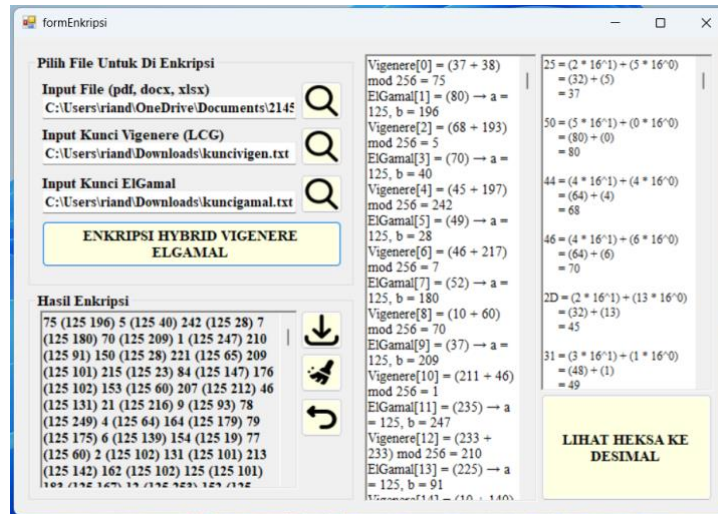 formEnkripsi
Pilih File Untuk Di Enkripsi
Input File (pdf, docx, xlsx)
C:\Users\riand\OneDrive\Documents\2145
Input Kunci Vigenere (LCG)
C:\Users\riand\Downloads\kuncivigen.txt
Input Kunci ElGamal
C:\Users\riand\Downloads\kuncigamal.txt
ENKRIPSI HYBRID VIGENERE
ELGAMAL
Hasil Enkripsi
75 (125 196) 5 (125 40) 242 (125 28) 7
(125 180) 70 (125 209) 1 (125 247) 210
(125 91) 150 (125 28) 221 (125 65) 209
(125 101) 215 (125 23) 84 (125 147) 176
(125 102) 153 (125 60) 207 (125 212) 46
(125 131) 21 (125 216) 9 (125 93) 78
(125 249) 4 (125 64) 164 (125 179) 79
(125 175) 6 (125 139) 154 (125 19) 77
(125 60) 2 (125 102) 131 (125 101) 213
(125 142) 162 (125 102) 125 (125 101)
183 (125 167) 12 (125 253) 152 (125
Vigenere[0] = (37 + 38)
mod 256 = 75
ElGamal[1] = (80) → a =
125, b = 196
Vigenere[2] = (68 + 193)
mod 256 = 5
ElGamal[3] = (70) → a =
125, b = 40
Vigenere[4] = (45 + 197)
mod 256 = 242
ElGamal[5] = (49) → a =
125, b = 28
Vigenere[6] = (46 + 217)
mod 256 = 7
ElGamal[7] = (52) → a =
125, b = 180
Vigenere[8] = (10 + 60)
mod 256 = 70
ElGamal[9] = (37) → a =
125, b = 209
Vigenere[10] = (211 + 46)
mod 256 = 1
ElGamal[11] = (235) → a
= 125, b = 247
Vigenere[12] = (233 +
233) mod 256 = 210
ElGamal[13] = (225) → a
= 125, b = 91
Vigenere[14] = (10 + 140)
25 = (2 * 16^1) + (5 * 16^0)
= (32) + (5)
= 37
50 = (5 * 16^1) + (0 * 16^0)
= (80) + (0)
= 80
44 = (4 * 16^1) + (4 * 16^0)
= (64) + (4)
= 68
46 = (4 * 16^1) + (6 * 16^0)
= (64) + (6)
= 70
2D = (2 * 16^1) + (13 * 16^0)
= (32) + (13)
= 45
31 = (3 * 16^1) + (1 * 16^0)
= (48) + (1)
= 49
LIHAT HEKSA KE
DESIMAL